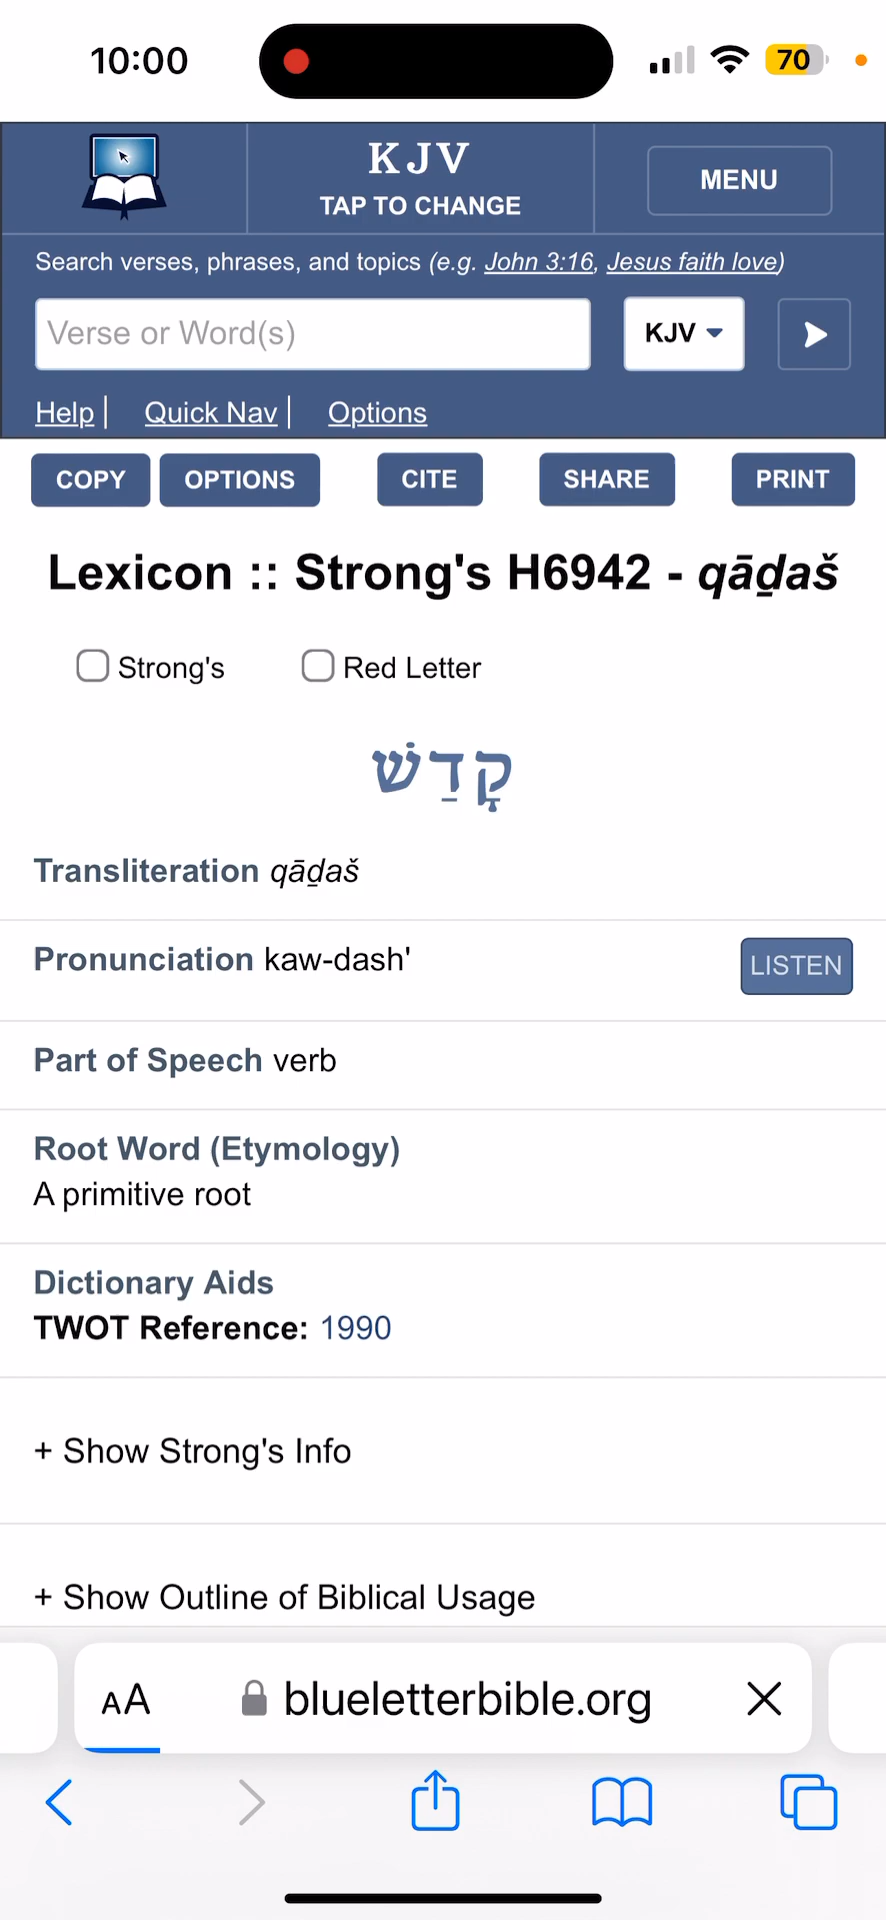 10:00
70
KJV
TAP TO CHANGE
MENU
Search verses, phrases, and topics (e.g. John 3:16, Jesus faith love)
Verse or Word(s)
KJV
Help | Quick Nav | Options
COPY OPTIONS CITE SHARE PRINT
Lexicon :: Strong's H6942 - qāḏaš
Strong's Red Letter
קָדַשׁ
Transliteration qāḏaš
Pronunciation kaw-dash'
LISTEN
Part of Speech verb
Root Word (Etymology)
A primitive root
Dictionary Aids
TWOT Reference: 1990
+ Show Strong's Info
+ Show Outline of Biblical Usage
AA blueletterbible.org